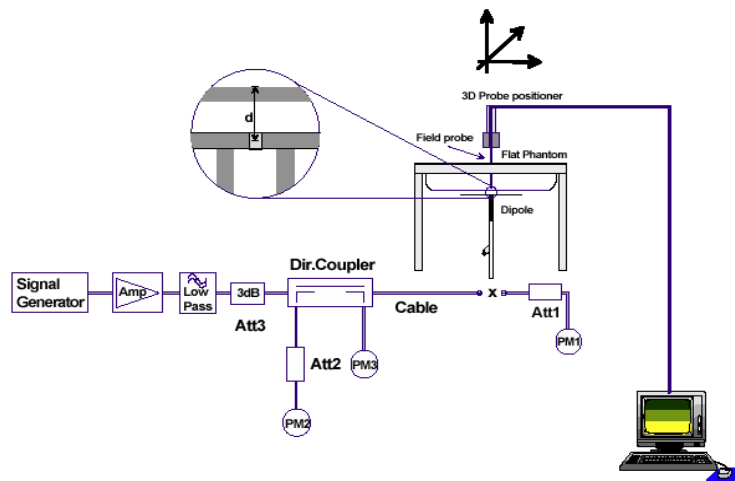 3D Probe positioner
d
Field probe
Flat Phantom
Dipole
Dir.Coupler
Signal
Generator
Amp
Low
Pass
3dB
Cable
x
Att1
Att3
PM1
Att2
PM3
PM2